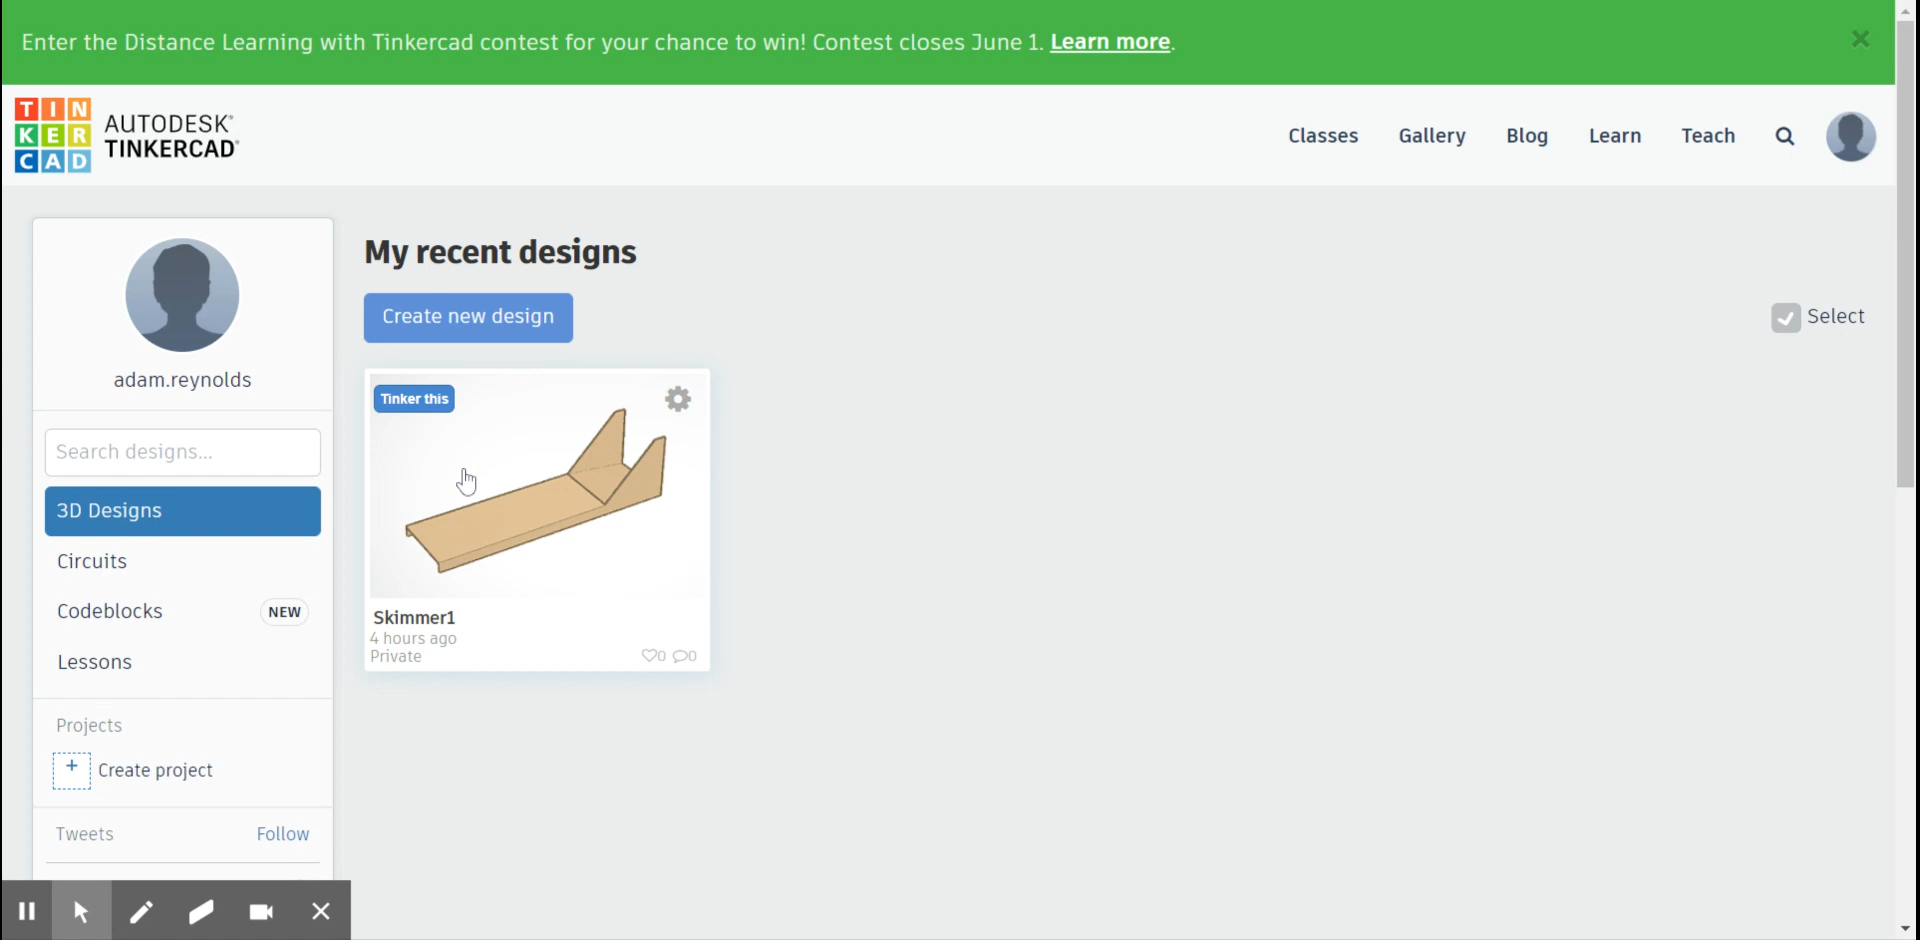 Enter the Distance Learning with Tinkercad contest for your chance to win! Contest closes June 1. Learn more.
TIN
KER
CAD
AUTODESK®
TINKERCAD®
Classes
Gallery
Blog
Learn
Teach
adam.reynolds
Search designs...
3D Designs
Circuits
Codeblocks NEW
Lessons
Projects
+ Create project
Tweets Follow
My recent designs
Create new design
Select
Tinker this
Skimmer1
4 hours ago
Private
0 0